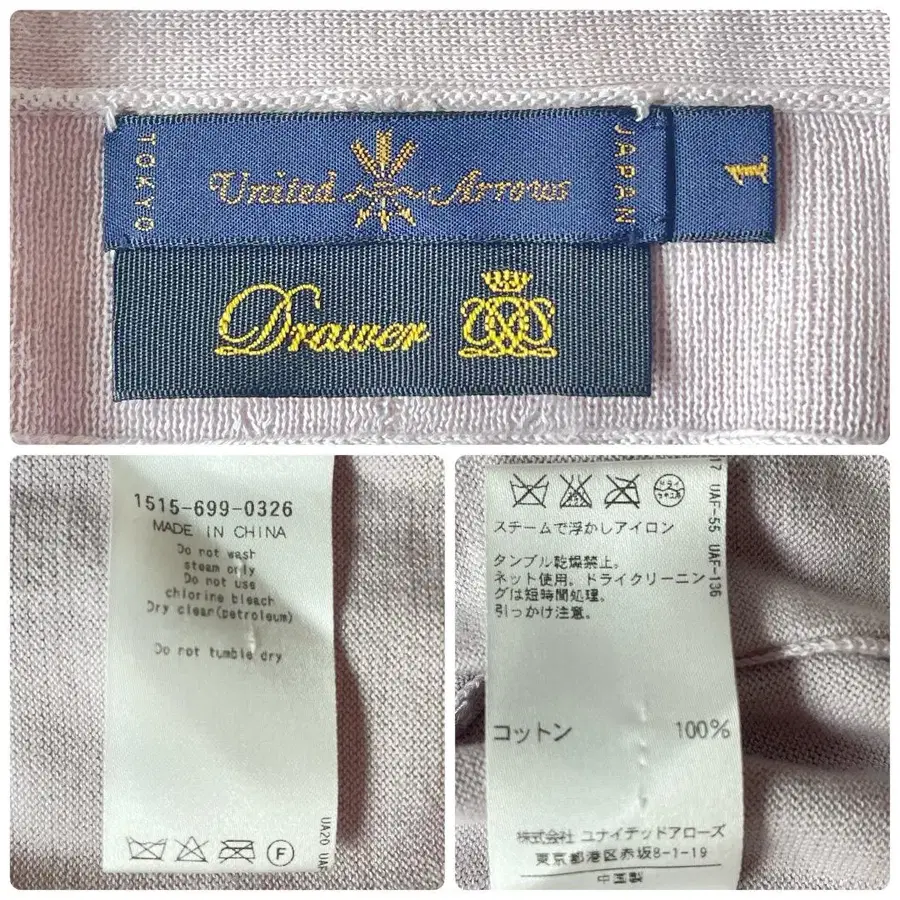 TOKYO
United Arrows
JAPAN
1
Drawer
1515-699-0326
MADE IN CHINA
Do not wash
steam only
Do not use
chlorine bleach
Dry clear(petroleum)
Do not tumble dry
F
UA20 UAF
スチームで浮かしアイロン
タンブル乾燥禁止。
ネット使用。ドライクリーニン
グは短時間処理。
引っかけ注意。
コットン 100%
株式会社 ユナイテッドアローズ
東京都港区赤坂8-1-19
中国製
17 UAF-55 UAF-136